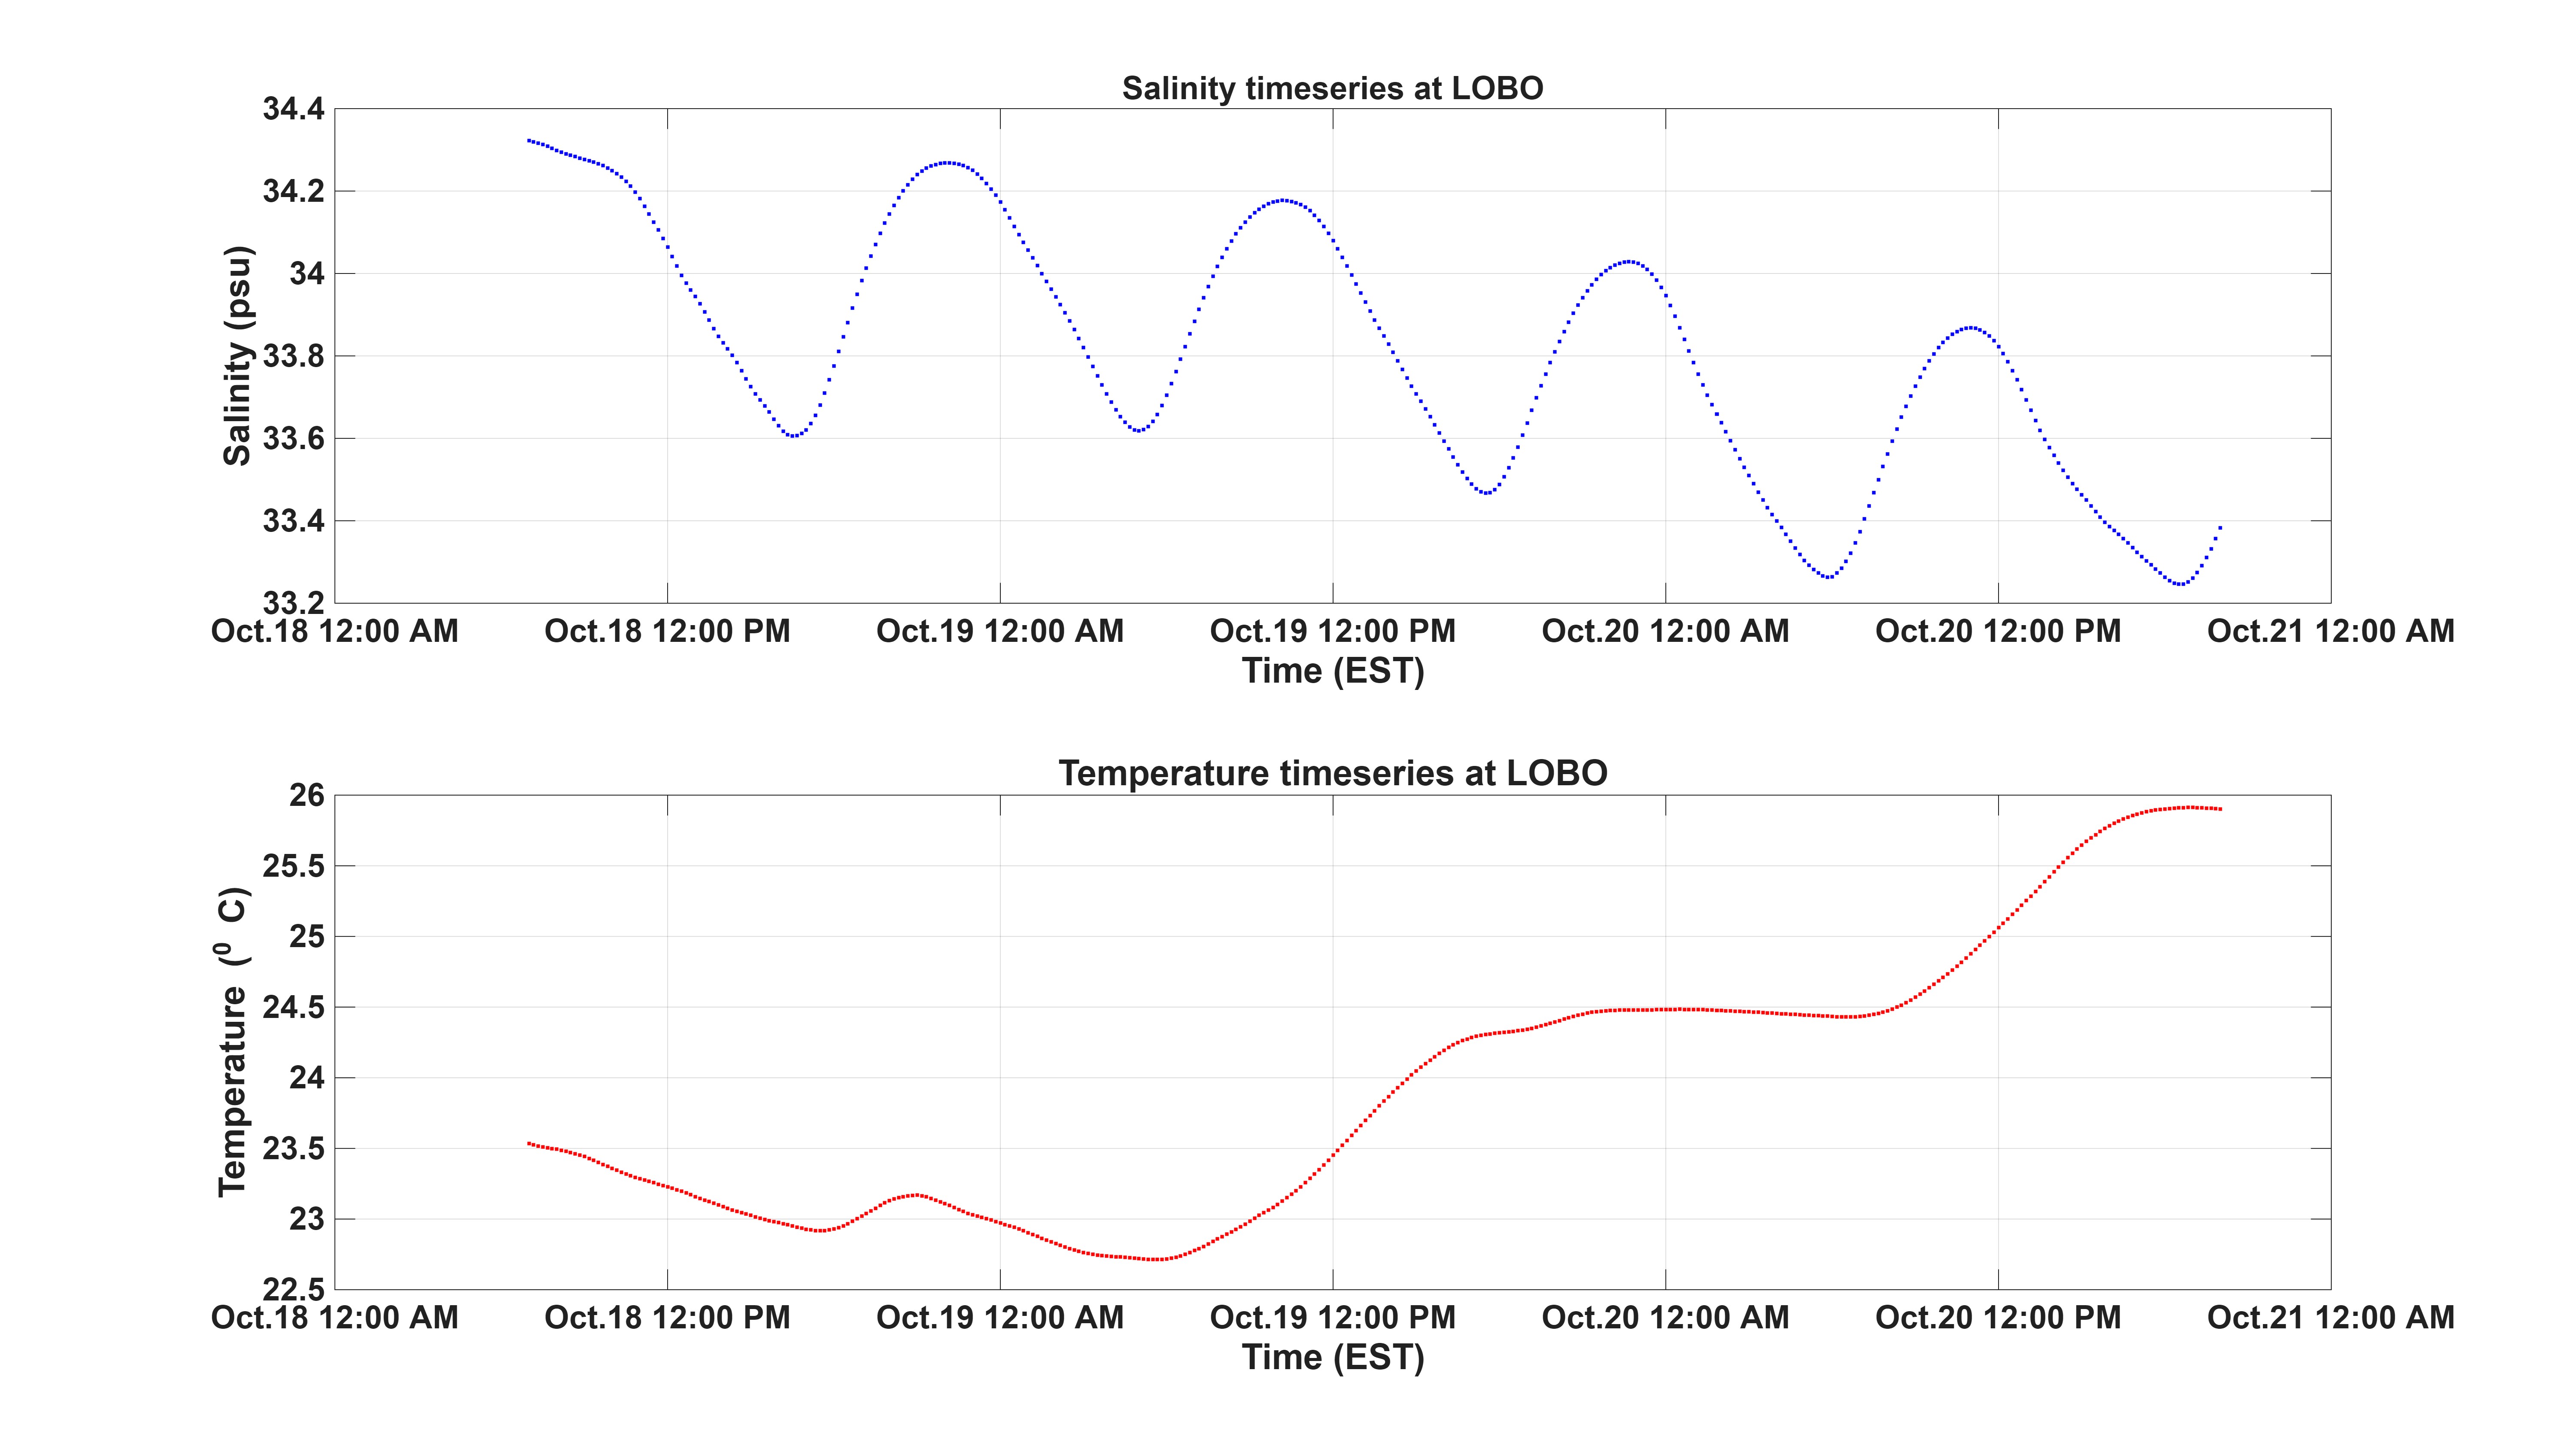 Salinity timeseries at LOBO
Salinity (psu)
34.4
34.2
34
33.8
33.6
33.4
33.2
Oct.18 12:00 AM Oct.18 12:00 PM Oct.19 12:00 AM Oct.19 12:00 PM Oct.20 12:00 AM Oct.20 12:00 PM Oct.21 12:00 AM
Time (EST)
Temperature timeseries at LOBO
Temperature (⁰ C)
26
25.5
25
24.5
24
23.5
23
22.5
Oct.18 12:00 AM Oct.18 12:00 PM Oct.19 12:00 AM Oct.19 12:00 PM Oct.20 12:00 AM Oct.20 12:00 PM Oct.21 12:00 AM
Time (EST)